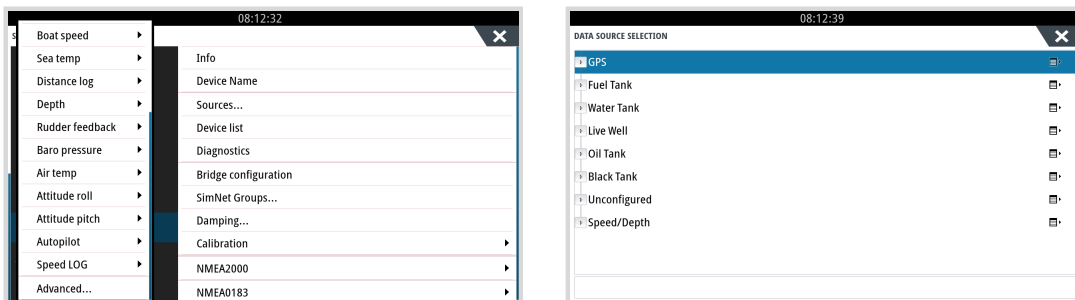 08:12:32
Boat speed
Sea temp
Distance log
Depth
Rudder feedback
Baro pressure
Air temp
Attitude roll
Attitude pitch
Autopilot
Speed LOG
Advanced...
Info
Device Name
Sources...
Device list
Diagnostics
Bridge configuration
SimNet Groups...
Damping...
Calibration
NMEA2000
NMEA0183
08:12:39
DATA SOURCE SELECTION
GPS
Fuel Tank
Water Tank
Live Well
Oil Tank
Black Tank
Unconfigured
Speed/Depth